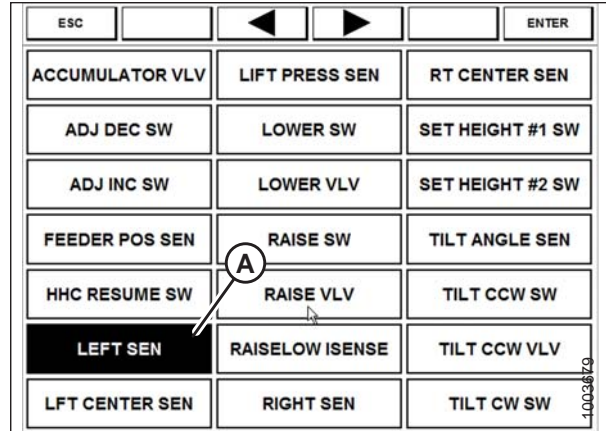 ESC ENTER
ACCUMULATOR VLV LIFT PRESS SEN RT CENTER SEN
ADJ DEC SW LOWER SW SET HEIGHT #1 SW
ADJ INC SW LOWER VLV SET HEIGHT #2 SW
FEEDER POS SEN RAISE SW TILT ANGLE SEN
A
HHC RESUME SW RAISE VLV TILT CCW SW
LEFT SEN RAISELOW ISENSE TILT CCW VLV
LFT CENTER SEN RIGHT SEN TILT CW SW
1003679